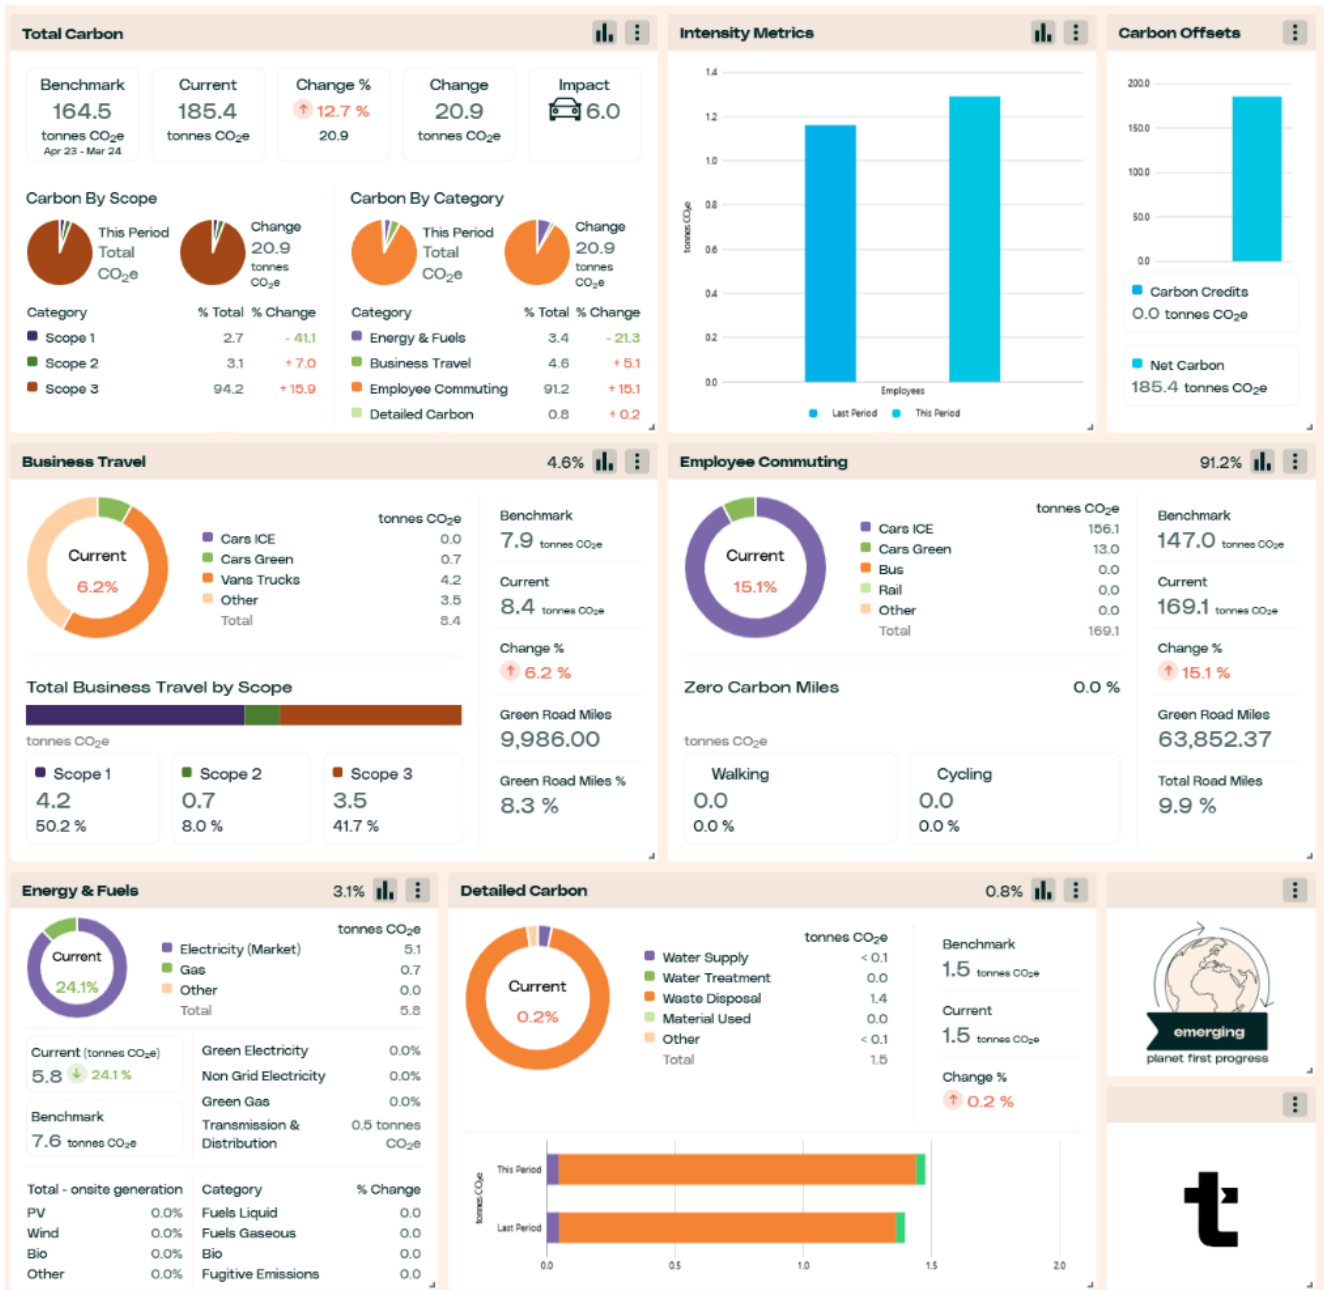 Total Carbon
Benchmark
164.5
tonnes CO₂e
Apr 23 - Mar 24
Current
185.4
tonnes CO₂e
Change %
↑ 12.7 %
20.9
Change
20.9
tonnes CO₂e
Impact
6.0
Carbon By Scope
This Period
Total
CO₂e
Change
20.9
tonnes
CO₂e
Category % Total % Change
Scope 1 2.7 - 41.1
Scope 2 3.1 + 7.0
Scope 3 94.2 + 15.9
Carbon By Category
This Period
Total
CO₂e
Change
20.9
tonnes
CO₂e
Category % Total % Change
Energy & Fuels 3.4 - 21.3
Business Travel 4.6 + 5.1
Employee Commuting 91.2 + 15.1
Detailed Carbon 0.8 + 0.2
Intensity Metrics
1.4
1.2
1.0
0.8
0.6
0.4
0.2
0.0
tonnes CO₂e
Employees
Last Period This Period
Carbon Offsets
200.0
150.0
100.0
50.0
0.0
Carbon Credits
0.0 tonnes CO₂e
Net Carbon
185.4 tonnes CO₂e
Business Travel 4.6%
Current
6.2%
tonnes CO₂e
Cars ICE 0.0
Cars Green 0.7
Vans Trucks 4.2
Other 3.5
Total 8.4
Total Business Travel by Scope
tonnes CO₂e
Scope 1
4.2
50.2 %
Scope 2
0.7
8.0 %
Scope 3
3.5
41.7 %
Benchmark
7.9 tonnes CO₂e
Current
8.4 tonnes CO₂e
Change %
↑ 6.2 %
Green Road Miles
9,986.00
Green Road Miles %
8.3 %
Employee Commuting 91.2%
Current
15.1%
tonnes CO₂e
Cars ICE 156.1
Cars Green 13.0
Bus 0.0
Rail 0.0
Other 0.0
Total 169.1
Zero Carbon Miles 0.0 %
tonnes CO₂e
Walking
0.0
0.0 %
Cycling
0.0
0.0 %
Benchmark
147.0 tonnes CO₂e
Current
169.1 tonnes CO₂e
Change %
↑ 15.1 %
Green Road Miles
63,852.37
Total Road Miles
9.9 %
Energy & Fuels 3.1%
Current
24.1%
tonnes CO₂e
Electricity (Market) 5.1
Gas 0.7
Other 0.0
Total 5.8
Current (tonnes CO₂e)
5.8 ↓ 24.1 %
Benchmark
7.6 tonnes CO₂e
Green Electricity 0.0%
Non Grid Electricity 0.0%
Green Gas 0.0%
Transmission & 0.5 tonnes
Distribution CO₂e
Total - onsite generation
PV 0.0%
Wind 0.0%
Bio 0.0%
Other 0.0%
Category % Change
Fuels Liquid 0.0
Fuels Gaseous 0.0
Bio 0.0
Fugitive Emissions 0.0
Detailed Carbon 0.8%
Current
0.2%
tonnes CO₂e
Water Supply < 0.1
Water Treatment 0.0
Waste Disposal 1.4
Material Used 0.0
Other < 0.1
Total 1.5
Benchmark
1.5 tonnes CO₂e
Current
1.5 tonnes CO₂e
Change %
↑ 0.2 %
tonnes CO₂e
This Period
Last Period
0.0 0.5 1.0 1.5 2.0
emerging
planet first progress
t